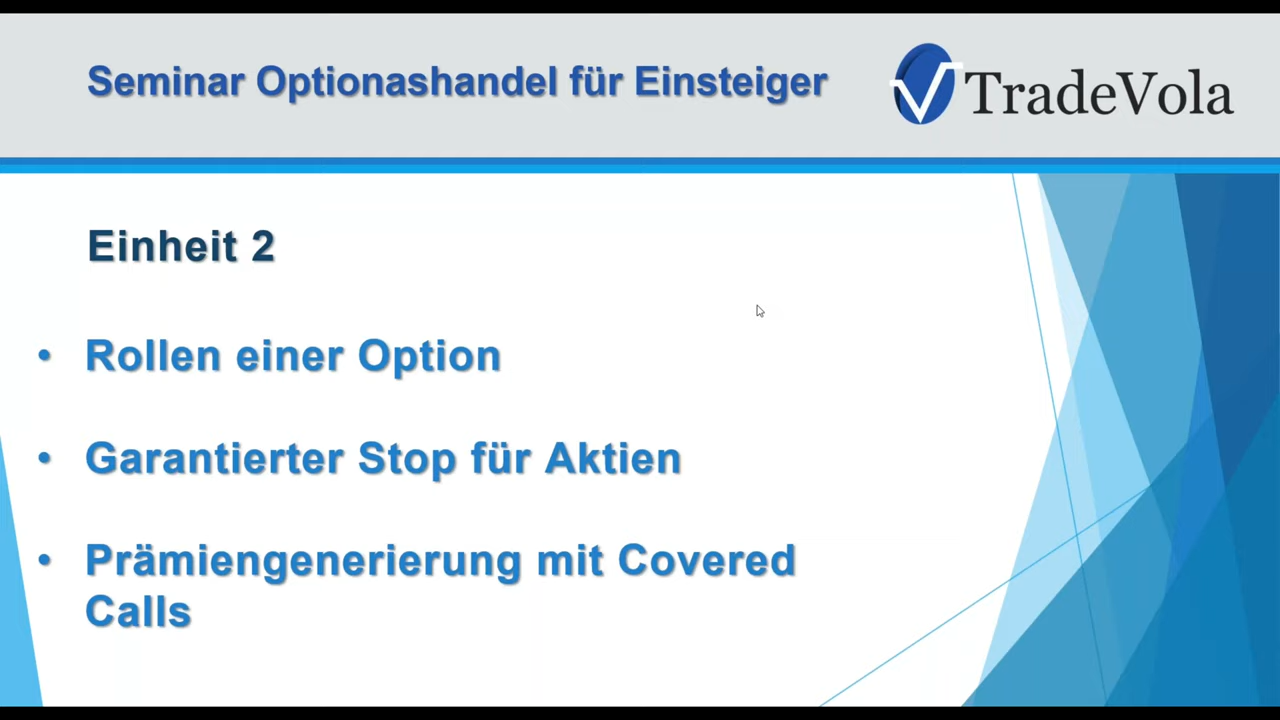 Seminar Optionashandel für Einsteiger
TradeVola
Einheit 2
• Rollen einer Option
• Garantierter Stop für Aktien
• Prämiengenerierung mit Covered
Calls